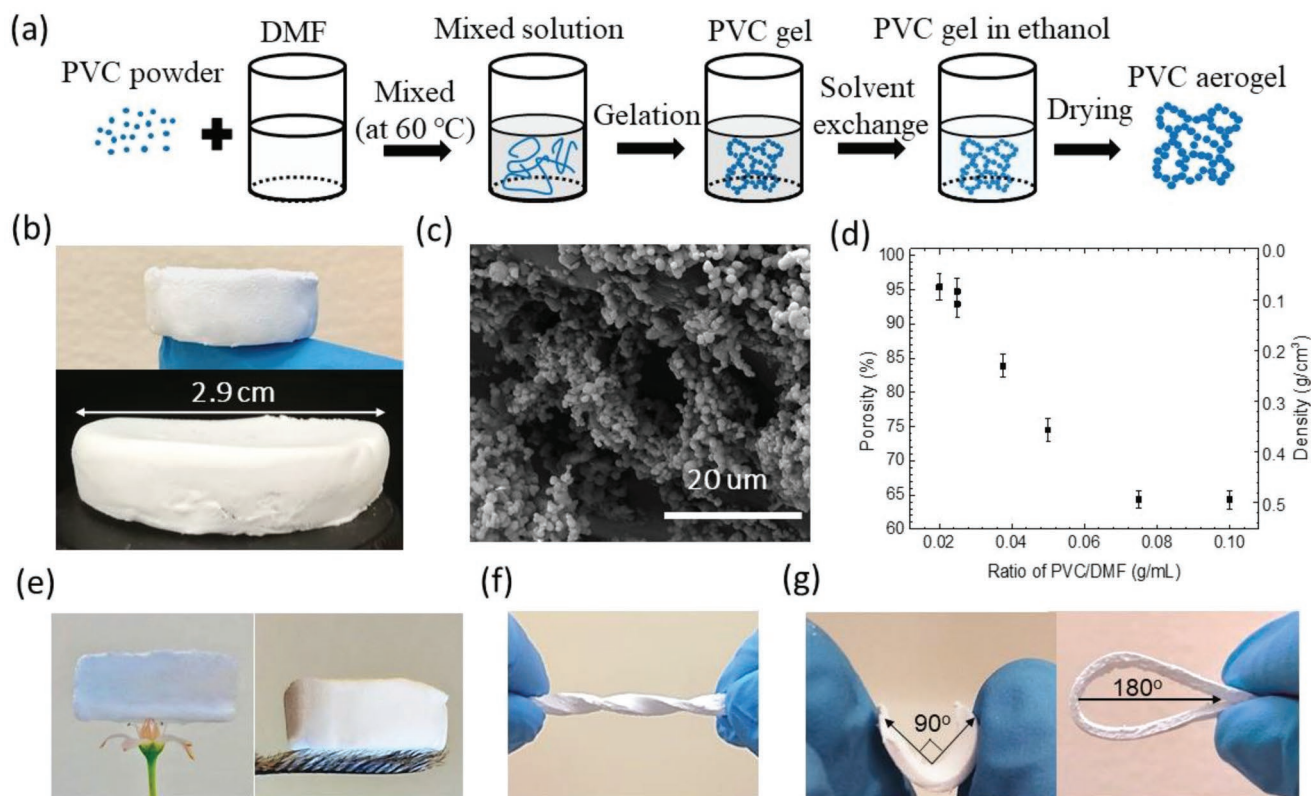 (a)
PVC powder
DMF
Mixed
(at 60 °C)
Mixed solution
Gelation
PVC gel
Solvent
exchange
PVC gel in ethanol
Drying
PVC aerogel
(b)
2.9 cm
(c)
20 um
(d)
100
95
90
85
80
75
70
65
60
Porosity (%)
0.0
0.1
0.2
0.3
0.4
0.5
Density (g/cm³)
0.02 0.04 0.06 0.08 0.10
Ratio of PVC/DMF (g/mL)
(e)
(f)
(g)
90°
180°